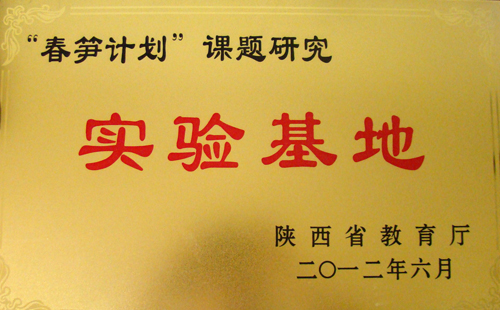 “春笋计划”课题研究
实验基地
陕西省教育厅
二〇一二年六月